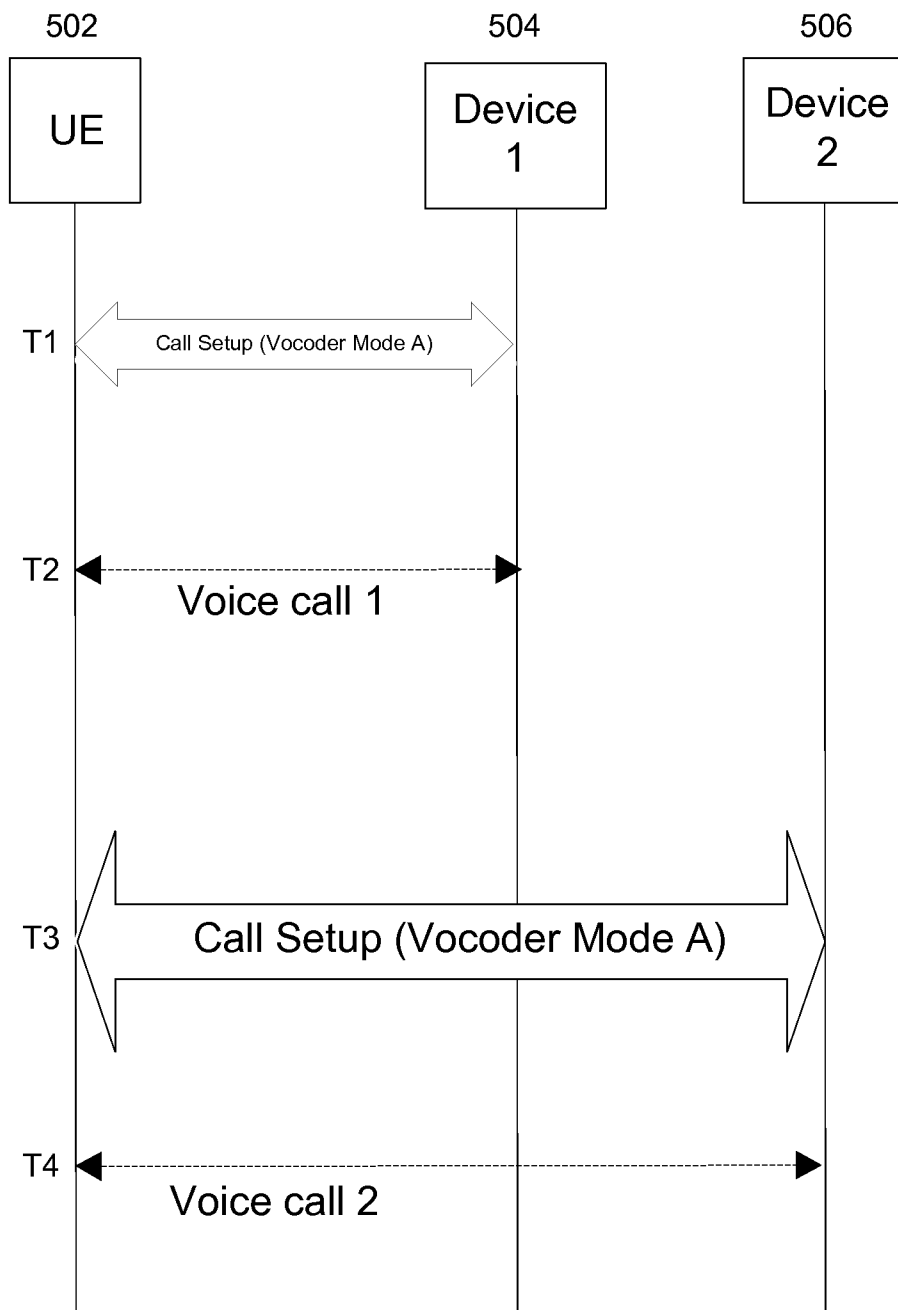 502
504
506
UE
Device
1
Device
2
T1
Call Setup (Vocoder Mode A)
T2
Voice call 1
T3
Call Setup (Vocoder Mode A)
T4
Voice call 2